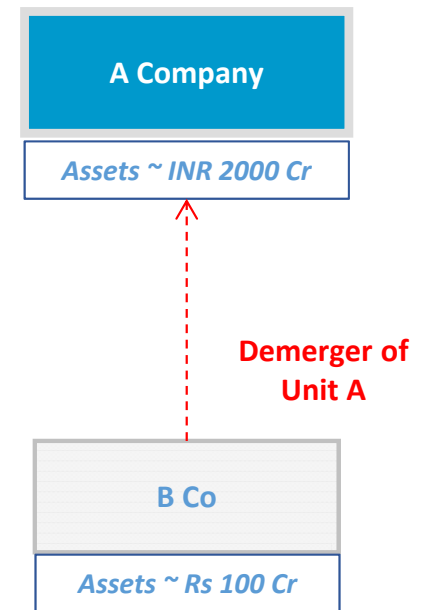 A Company
Assets ~ INR 2000 Cr
Demerger of
Unit A
B Co
Assets ~ Rs 100 Cr